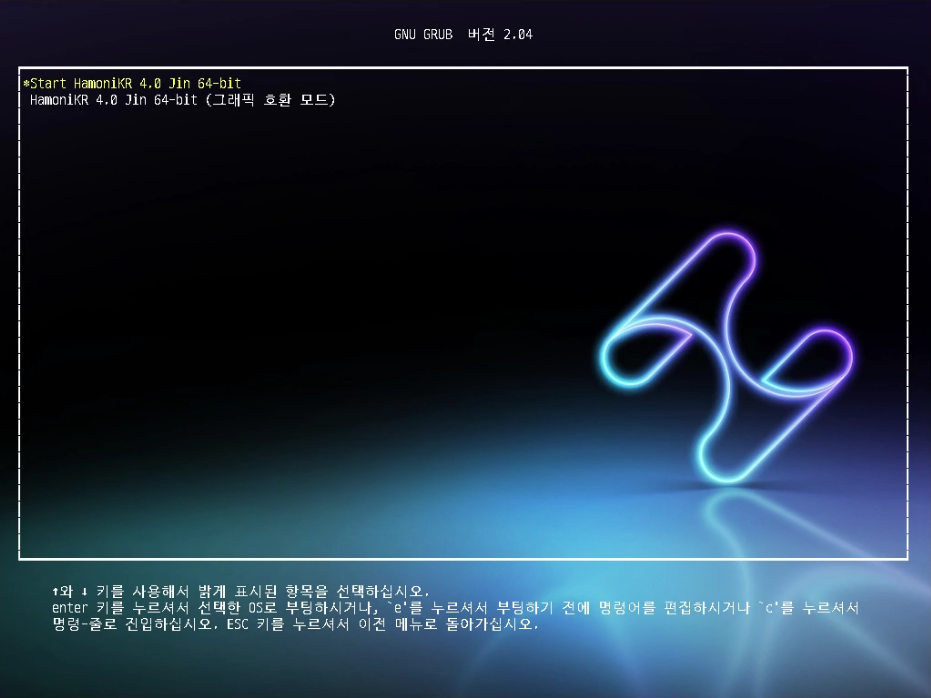 GNU GRUB 버전 2.04
*Start HamoniKR 4.0 Jin 64-bit
HamoniKR 4.0 Jin 64-bit (그래픽 호환 모드)
↑와 ↓ 키를 사용해서 밝게 표시된 항목을 선택하십시오.
enter 키를 누르셔서 선택한 OS로 부팅하시거나, `e'를 누르셔서 부팅하기 전에 명령어를 편집하시거나 `c'를 누르셔서
명령-줄로 진입하십시오. ESC 키를 누르셔서 이전 메뉴로 돌아가십시오.